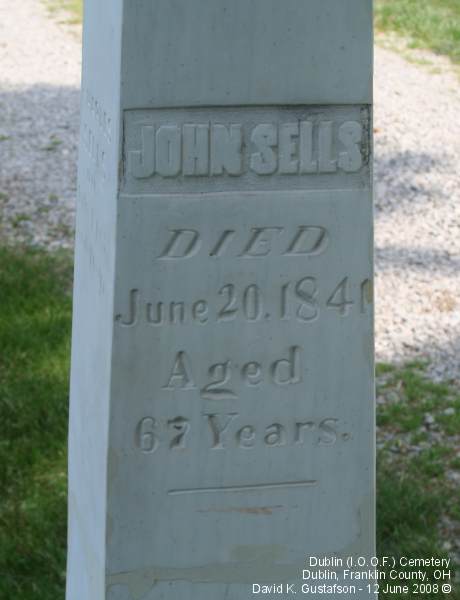 JOHN SELLS
DIED
June 20.1841
Aged
67 Years.
Dublin (I.O.O.F.) Cemetery
Dublin, Franklin County, OH
David K. Gustafson - 12 June 2008 ©